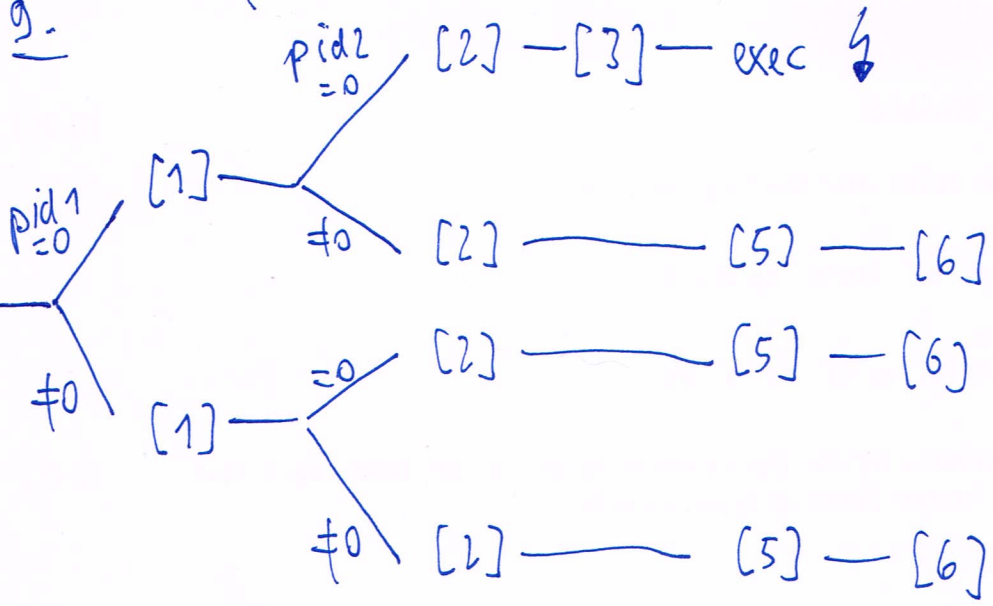 9.
pid2
=0
[2] — [3] — exec
pid1
=0
[1]
≠0
[2] — [5] — [6]
≠0
[1]
=0
[2] — [5] — [6]
≠0
[2] — [5] — [6]